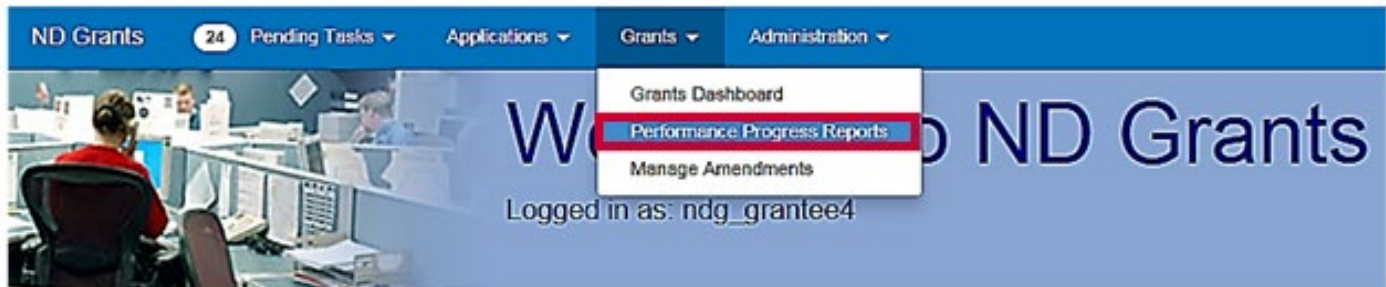 ND Grants 24 Pending Tasks Applications Grants Administration
Grants Dashboard
Performance Progress Reports
Manage Amendments
ND Grants
Logged in as: ndg_grantee4